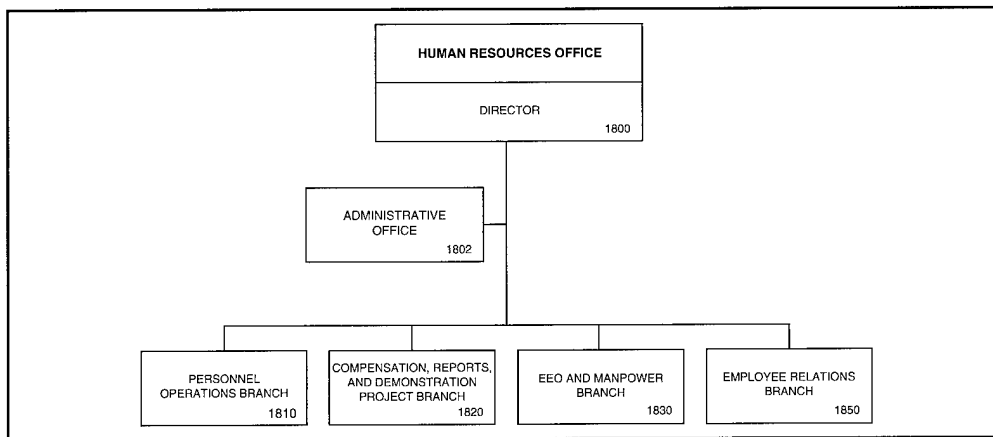 HUMAN RESOURCES OFFICE
DIRECTOR
1800
ADMINISTRATIVE
OFFICE
1802
PERSONNEL
OPERATIONS BRANCH
1810
COMPENSATION, REPORTS,
AND DEMONSTRATION
PROJECT BRANCH
1820
EEO AND MANPOWER
BRANCH
1830
EMPLOYEE RELATIONS
BRANCH
1850